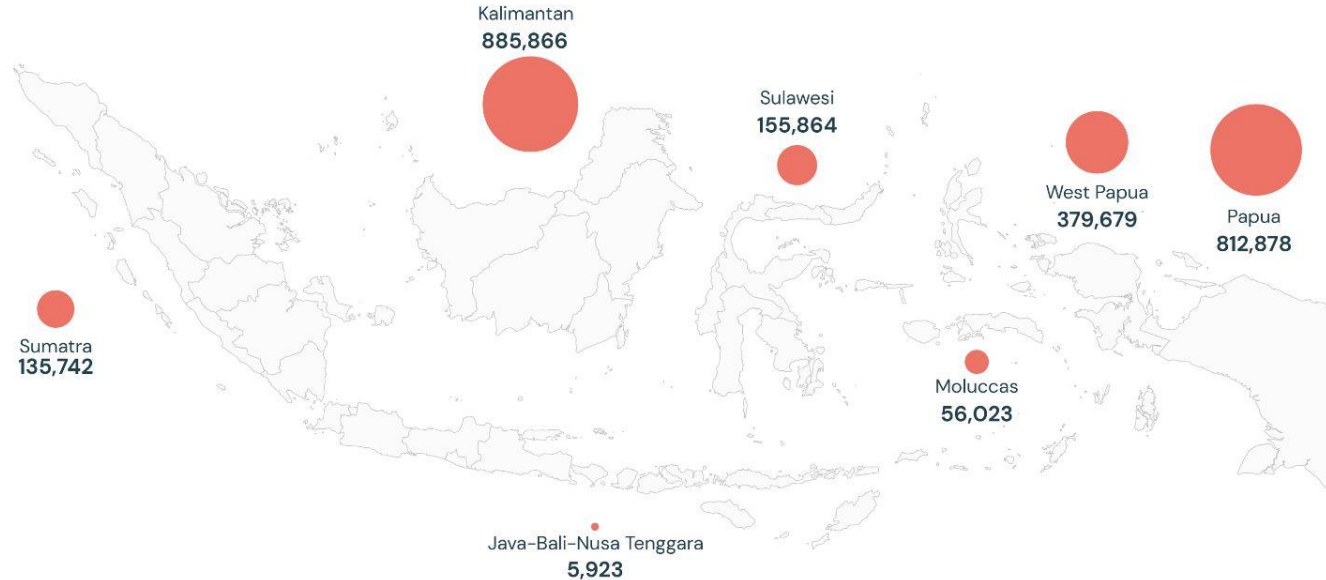 Kalimantan
885,866
Sulawesi
155,864
West Papua
379,679
Papua
812,878
Sumatra
135,742
Moluccas
56,023
Java-Bali-Nusa Tenggara
5,923